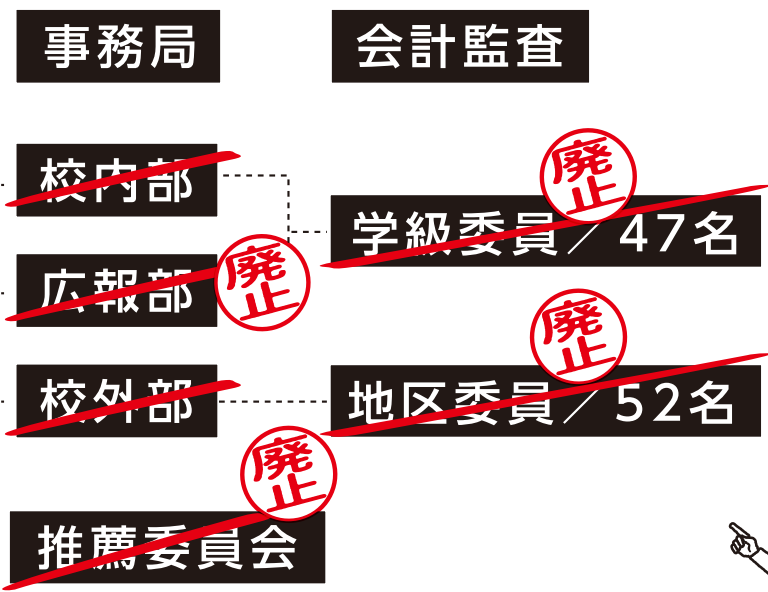 事務局
会計監査
校内部
廃止
学級委員／47名
広報部
廃止
校外部
廃止
地区委員／52名
廃止
推薦委員会